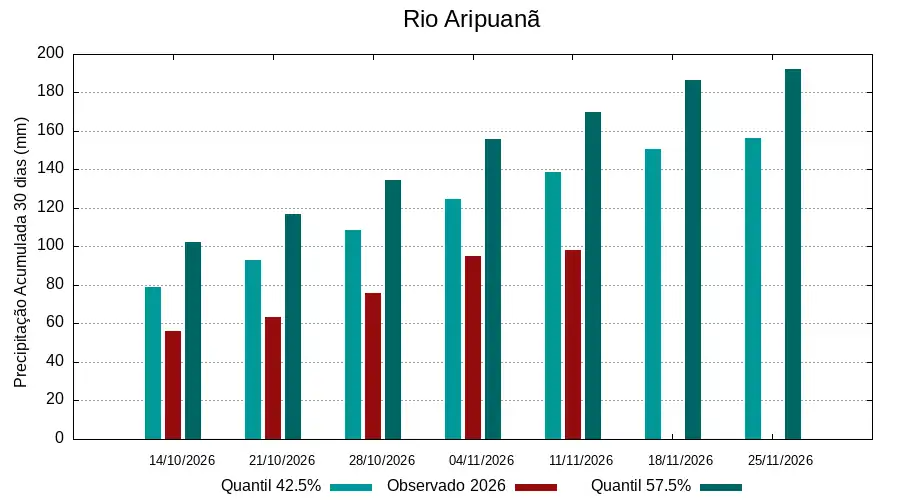 Rio Aripuanã
Precipitação Acumulada 30 dias (mm)
200
180
160
140
120
100
80
60
40
20
0
14/10/2026 21/10/2026 28/10/2026 04/11/2026 11/11/2026 18/11/2026 25/11/2026
Quantil 42.5% Observado 2026 Quantil 57.5%